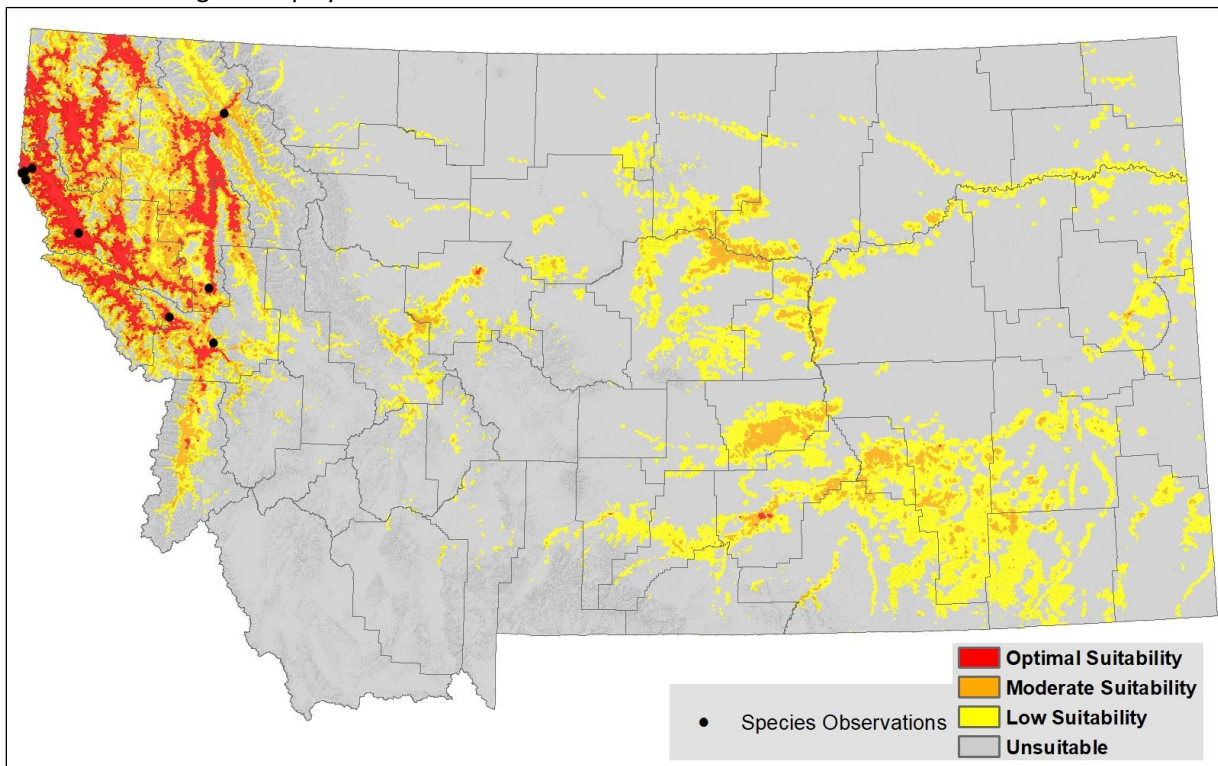 Species Observations
Optimal Suitability
Moderate Suitability
Low Suitability
Unsuitable